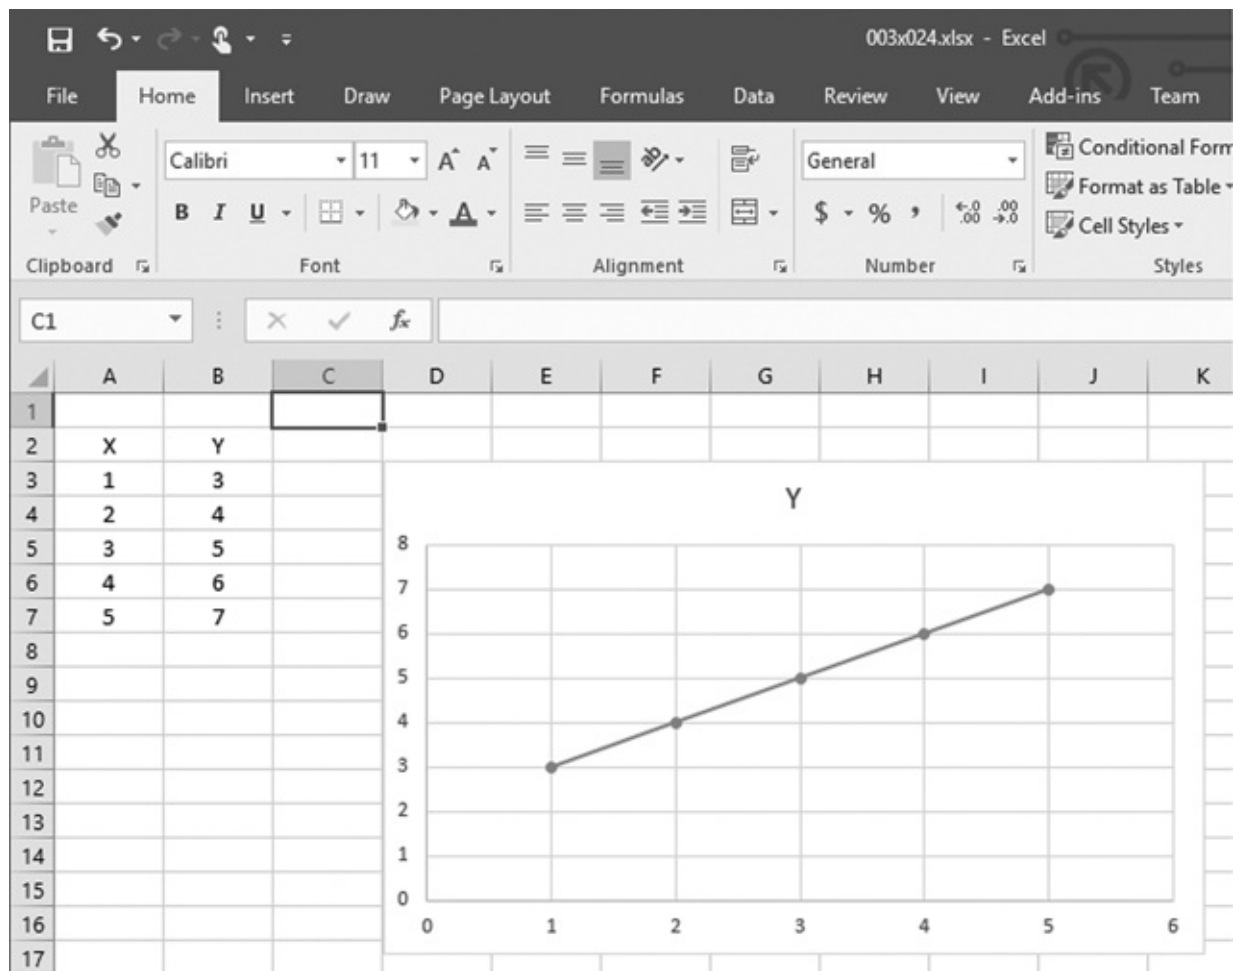 003x024.xlsx - Excel
File Home Insert Draw Page Layout Formulas Data Review View Add-ins Team
Calibri 11 A A General Conditional Form
Paste B I U A $ % , .00 .0 .00 .0 Format as Table
Cell Styles
Clipboard Font Alignment Number Styles
C1 fx
A B C D E F G H I J K
1
2 X Y
3 1 3
4 2 4
5 3 5
6 4 6
7 5 7
8
9
10
11
12
13
14
15
16
17
Y
8
7
6
5
4
3
2
1
0
0 1 2 3 4 5 6